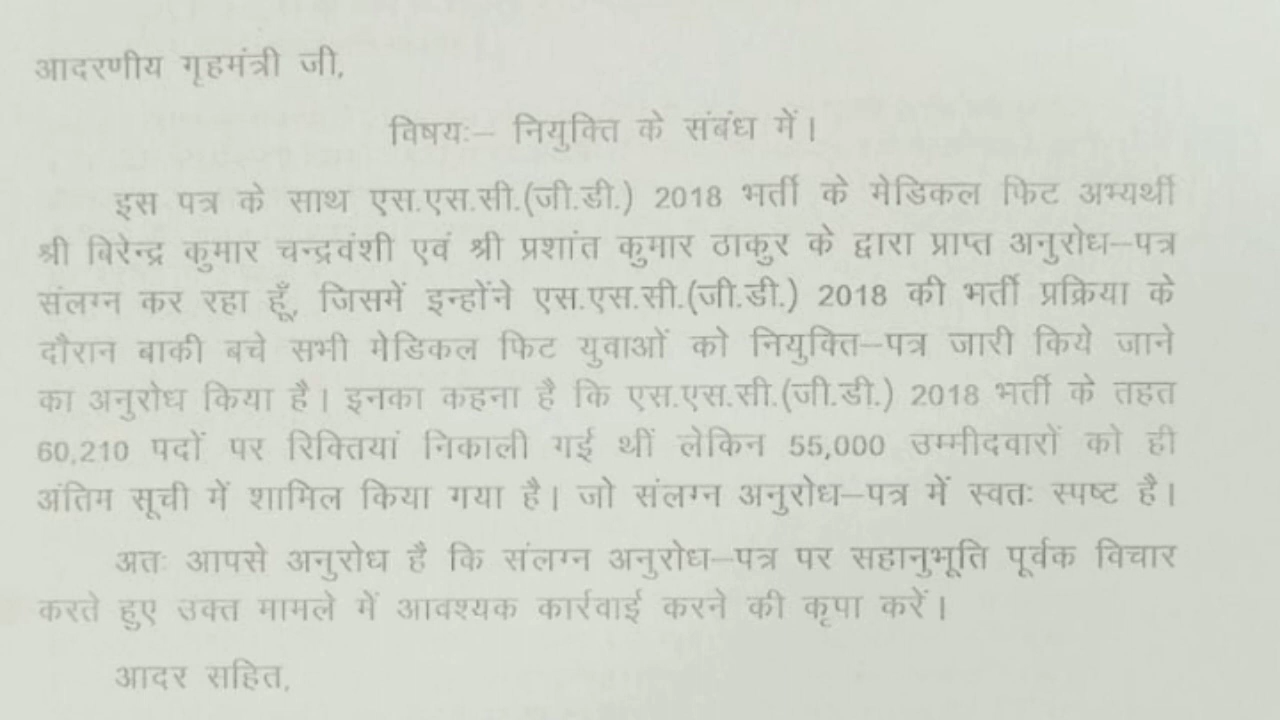 आदरणीय गृहमंत्री जी,
विषयः– नियुक्ति के संबंध में।
इस पत्र के साथ एस.एस.सी.(जी.डी.) 2018 भर्ती के मेडिकल फिट अभ्यर्थी
श्री बिरेन्द्र कुमार चन्द्रवंशी एवं श्री प्रशांत कुमार ठाकुर के द्वारा प्राप्त अनुरोध–पत्र
संलग्न कर रहा हूँ, जिसमें इन्होंने एस.एस.सी.(जी.डी.) 2018 की भर्ती प्रक्रिया के
दौरान बाकी बचे सभी मेडिकल फिट युवाओं को नियुक्ति–पत्र जारी किये जाने
का अनुरोध किया है। इनका कहना है कि एस.एस.सी.(जी.डी.) 2018 भर्ती के तहत
60,210 पदों पर रिक्तियां निकाली गई थीं लेकिन 55,000 उम्मीदवारों को ही
अंतिम सूची में शामिल किया गया है। जो संलग्न अनुरोध–पत्र में स्वतः स्पष्ट है।
अतः आपसे अनुरोध है कि संलग्न अनुरोध–पत्र पर सहानुभूति पूर्वक विचार
करते हुए उक्त मामले में आवश्यक कार्रवाई करने की कृपा करें।
आदर सहित,